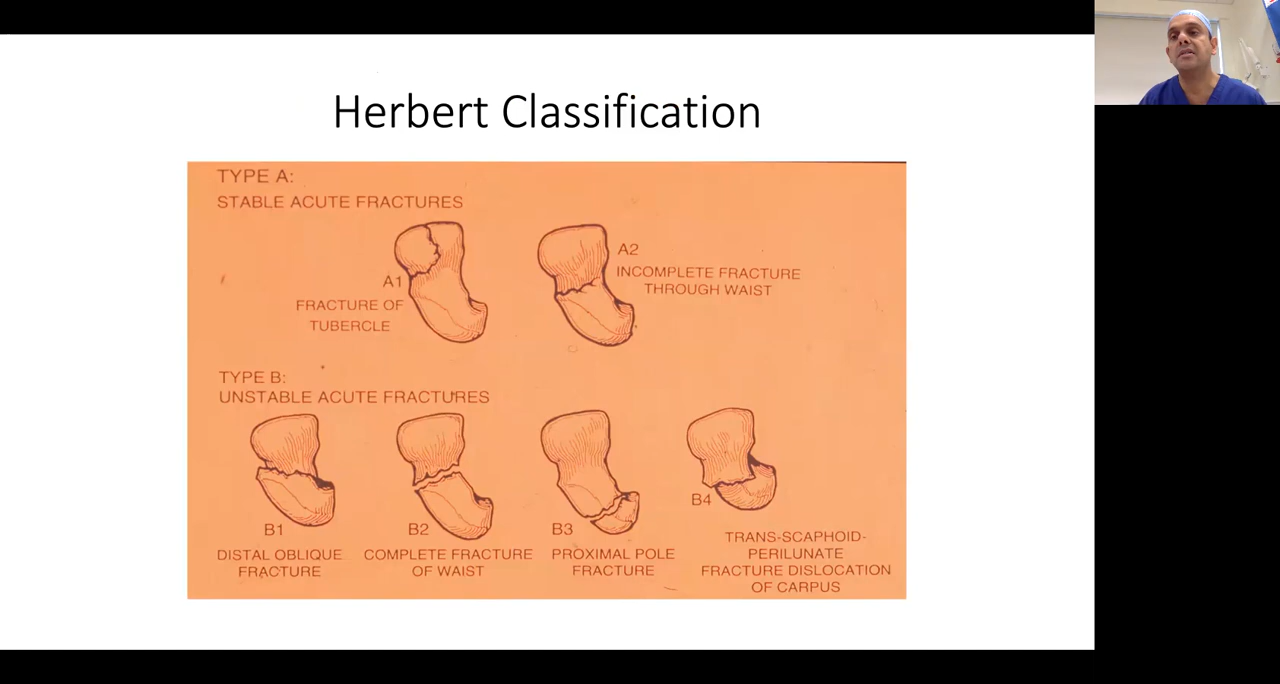 Herbert Classification
TYPE A:
STABLE ACUTE FRACTURES
A1
FRACTURE OF
TUBERCLE
A2
INCOMPLETE FRACTURE
THROUGH WAIST
TYPE B:
UNSTABLE ACUTE FRACTURES
B1
DISTAL OBLIQUE
FRACTURE
B2
COMPLETE FRACTURE
OF WAIST
B3
PROXIMAL POLE
FRACTURE
B4
TRANS-SCAPHOID-
PERILUNATE
FRACTURE DISLOCATION
OF CARPUS